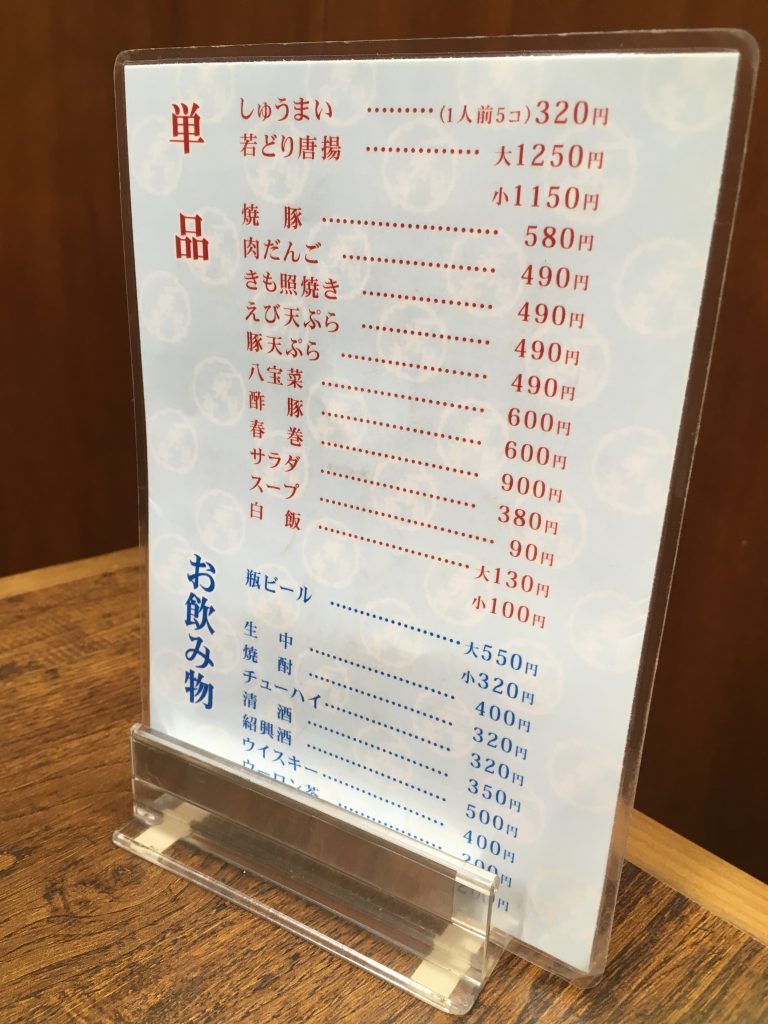 単品
しゅうまい ………(1人前5コ)320円
若どり唐揚 …………… 大1250円
小1150円
焼豚 …………………… 580円
肉だんご …………………… 490円
きも照焼き ……………… 490円
えび天ぷら ……………… 490円
豚天ぷら ……………… 490円
八宝菜 …………………… 600円
酢豚 …………………… 600円
春巻 …………………… 900円
サラダ …………………… 380円
スープ …………………… 90円
白飯 …………………… 大130円
小100円
お飲み物
瓶ビール ………………… 大550円
小320円
生中 ………………… 400円
焼酎 ………………… 320円
チューハイ ………………… 320円
清酒 ………………… 350円
紹興酒 ………………… 500円
ウイスキー ………………… 400円
ウーロン茶 ………………